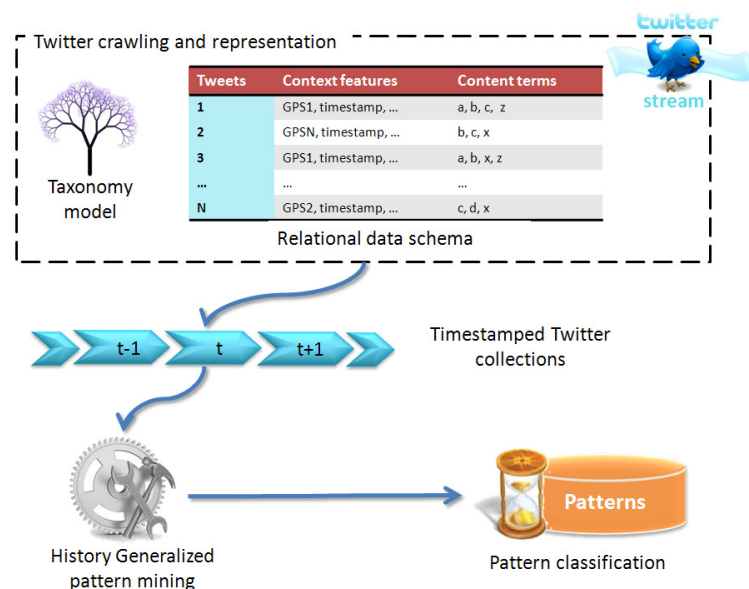 twitter
Twitter crawling and representation
stream
Tweets Context features Content terms
1 GPS1, timestamp, ... a, b, c, z
2 GPSN, timestamp, ... b, c, x
3 GPS1, timestamp, ... a, b, x, z
... ... ...
N GPS2, timestamp, ... c, d, x
Taxonomy
model
Relational data schema
t-1 t t+1
Timestamped Twitter
collections
Patterns
History Generalized
pattern mining
Pattern classification